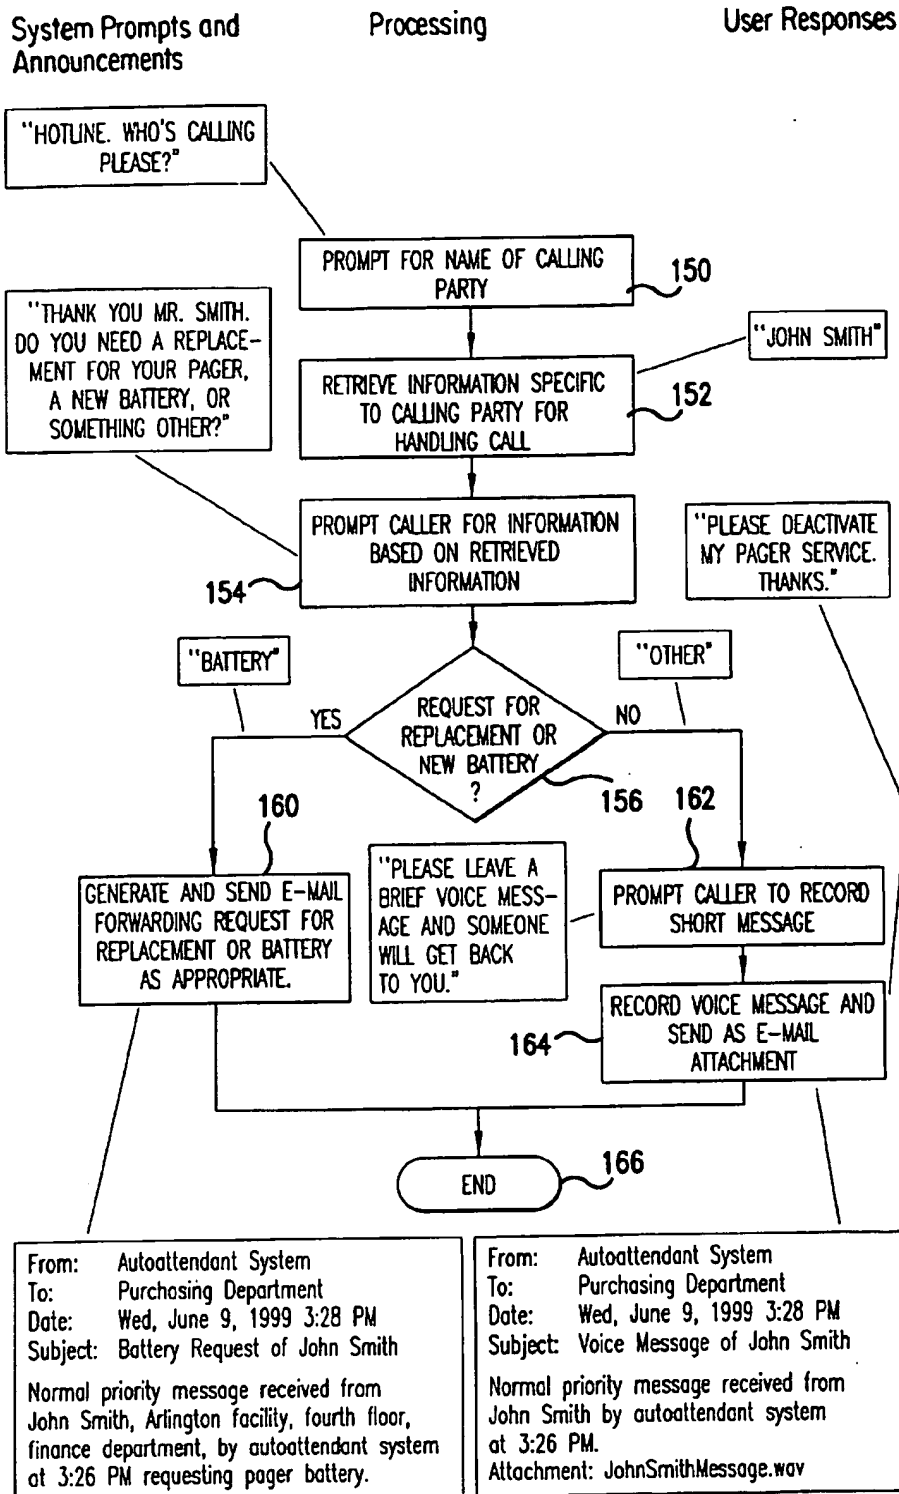 System Prompts and
Announcements
Processing
User Responses
"HOTLINE. WHO'S CALLING
PLEASE?"
PROMPT FOR NAME OF CALLING
PARTY
150
"THANK YOU MR. SMITH.
DO YOU NEED A REPLACE-
MENT FOR YOUR PAGER,
A NEW BATTERY, OR
SOMETHING OTHER?"
"JOHN SMITH"
RETRIEVE INFORMATION SPECIFIC
TO CALLING PARTY FOR
HANDLING CALL
152
PROMPT CALLER FOR INFORMATION
BASED ON RETRIEVED
INFORMATION
154
"PLEASE DEACTIVATE
MY PAGER SERVICE.
THANKS."
"BATTERY"
"OTHER"
YES
REQUEST FOR
REPLACEMENT OR
NEW BATTERY
?
NO
156
160
162
GENERATE AND SEND E-MAIL
FORWARDING REQUEST FOR
REPLACEMENT OR BATTERY
AS APPROPRIATE.
"PLEASE LEAVE A
BRIEF VOICE MESS-
AGE AND SOMEONE
WILL GET BACK
TO YOU."
PROMPT CALLER TO RECORD
SHORT MESSAGE
RECORD VOICE MESSAGE AND
SEND AS E-MAIL
ATTACHMENT
164
END
166
From: Autoattendant System
To: Purchasing Department
Date: Wed, June 9, 1999 3:28 PM
Subject: Battery Request of John Smith
Normal priority message received from
John Smith, Arlington facility, fourth floor,
finance department, by autoattendant system
at 3:26 PM requesting pager battery.
From: Autoattendant System
To: Purchasing Department
Date: Wed, June 9, 1999 3:28 PM
Subject: Voice Message of John Smith
Normal priority message received from
John Smith by autoattendant system
at 3:26 PM.
Attachment: JohnSmithMessage.wav